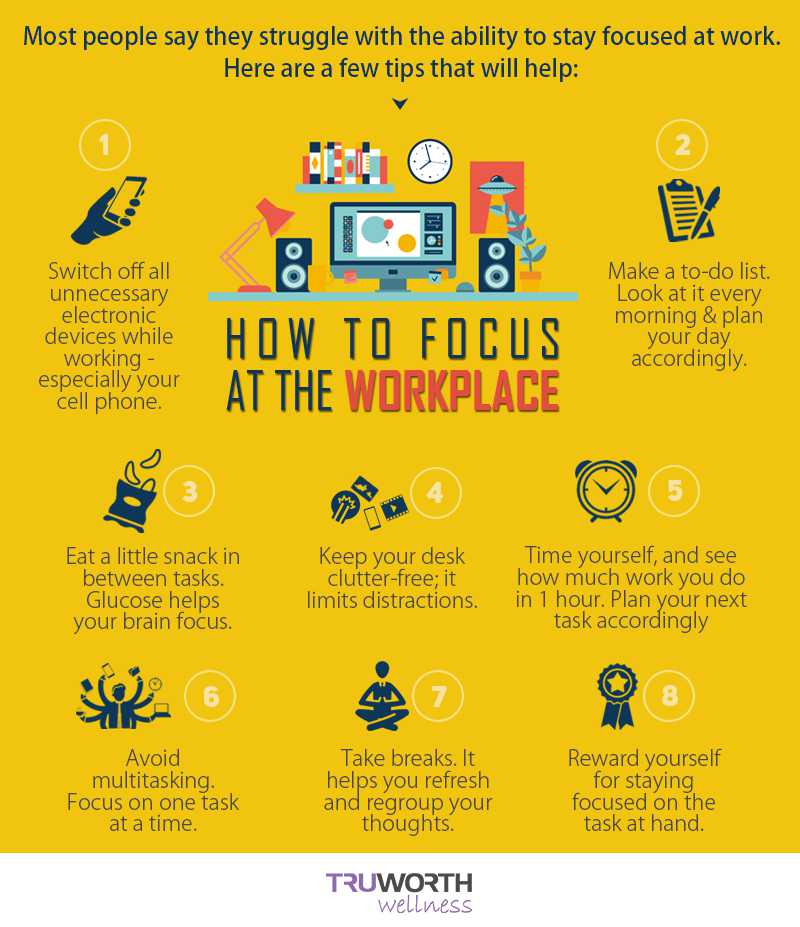 Most people say they struggle with the ability to stay focused at work.
Here are a few tips that will help:
1
Switch off all
unnecessary
electronic
devices while
working -
especially your
cell phone.
2
Make a to-do list.
Look at it every
morning & plan
your day
accordingly.
HOW TO FOCUS
AT THE WORKPLACE
3
Eat a little snack in
between tasks.
Glucose helps
your brain focus.
4
Keep your desk
clutter-free; it
limits distractions.
5
Time yourself, and see
how much work you do
in 1 hour. Plan your next
task accordingly
6
Avoid
multitasking.
Focus on one task
at a time.
7
Take breaks. It
helps you refresh
and regroup your
thoughts.
8
Reward yourself
for staying
focused on the
task at hand.
TRUWORTH
wellness